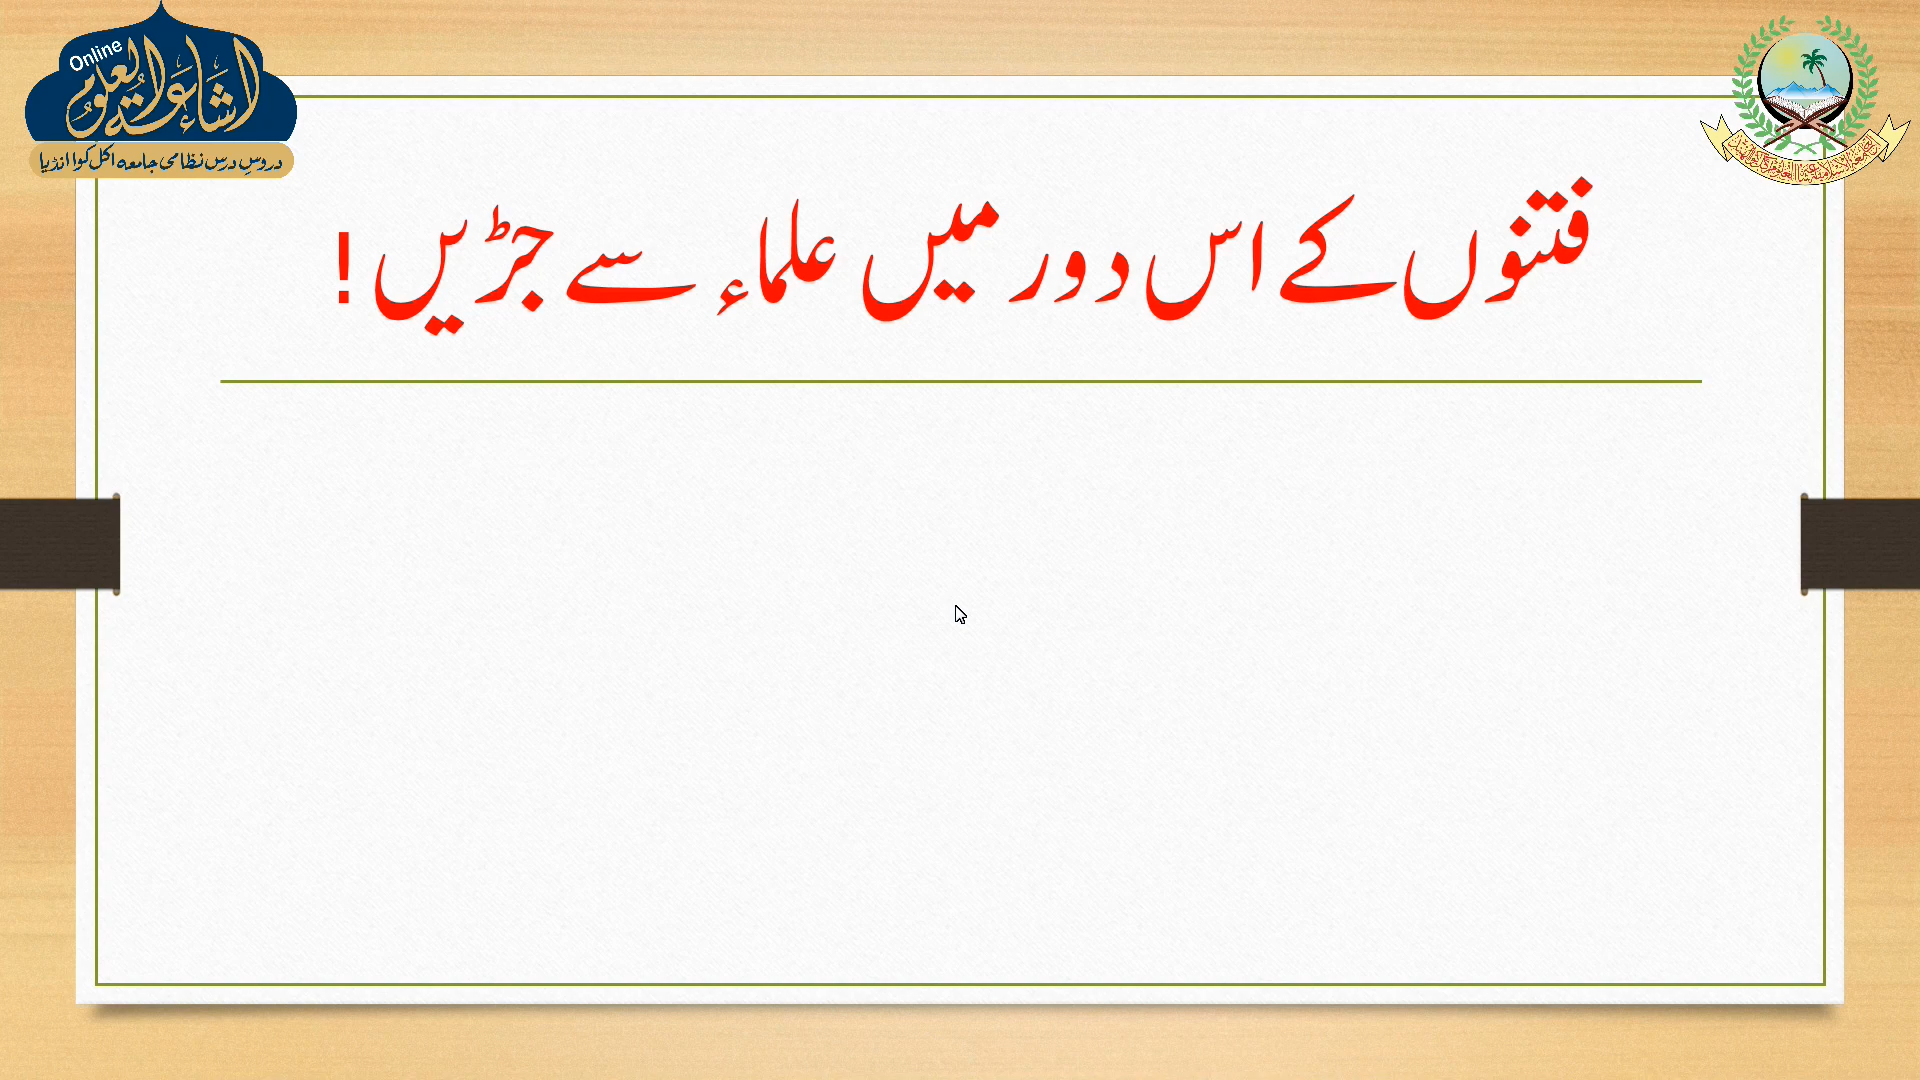 Online
اشاعۃ العلوم
دروسِ درس نظامی جامعہ اکل کوا انڈیا
فتنوں کے اس دور میں علماء سے جڑیں !